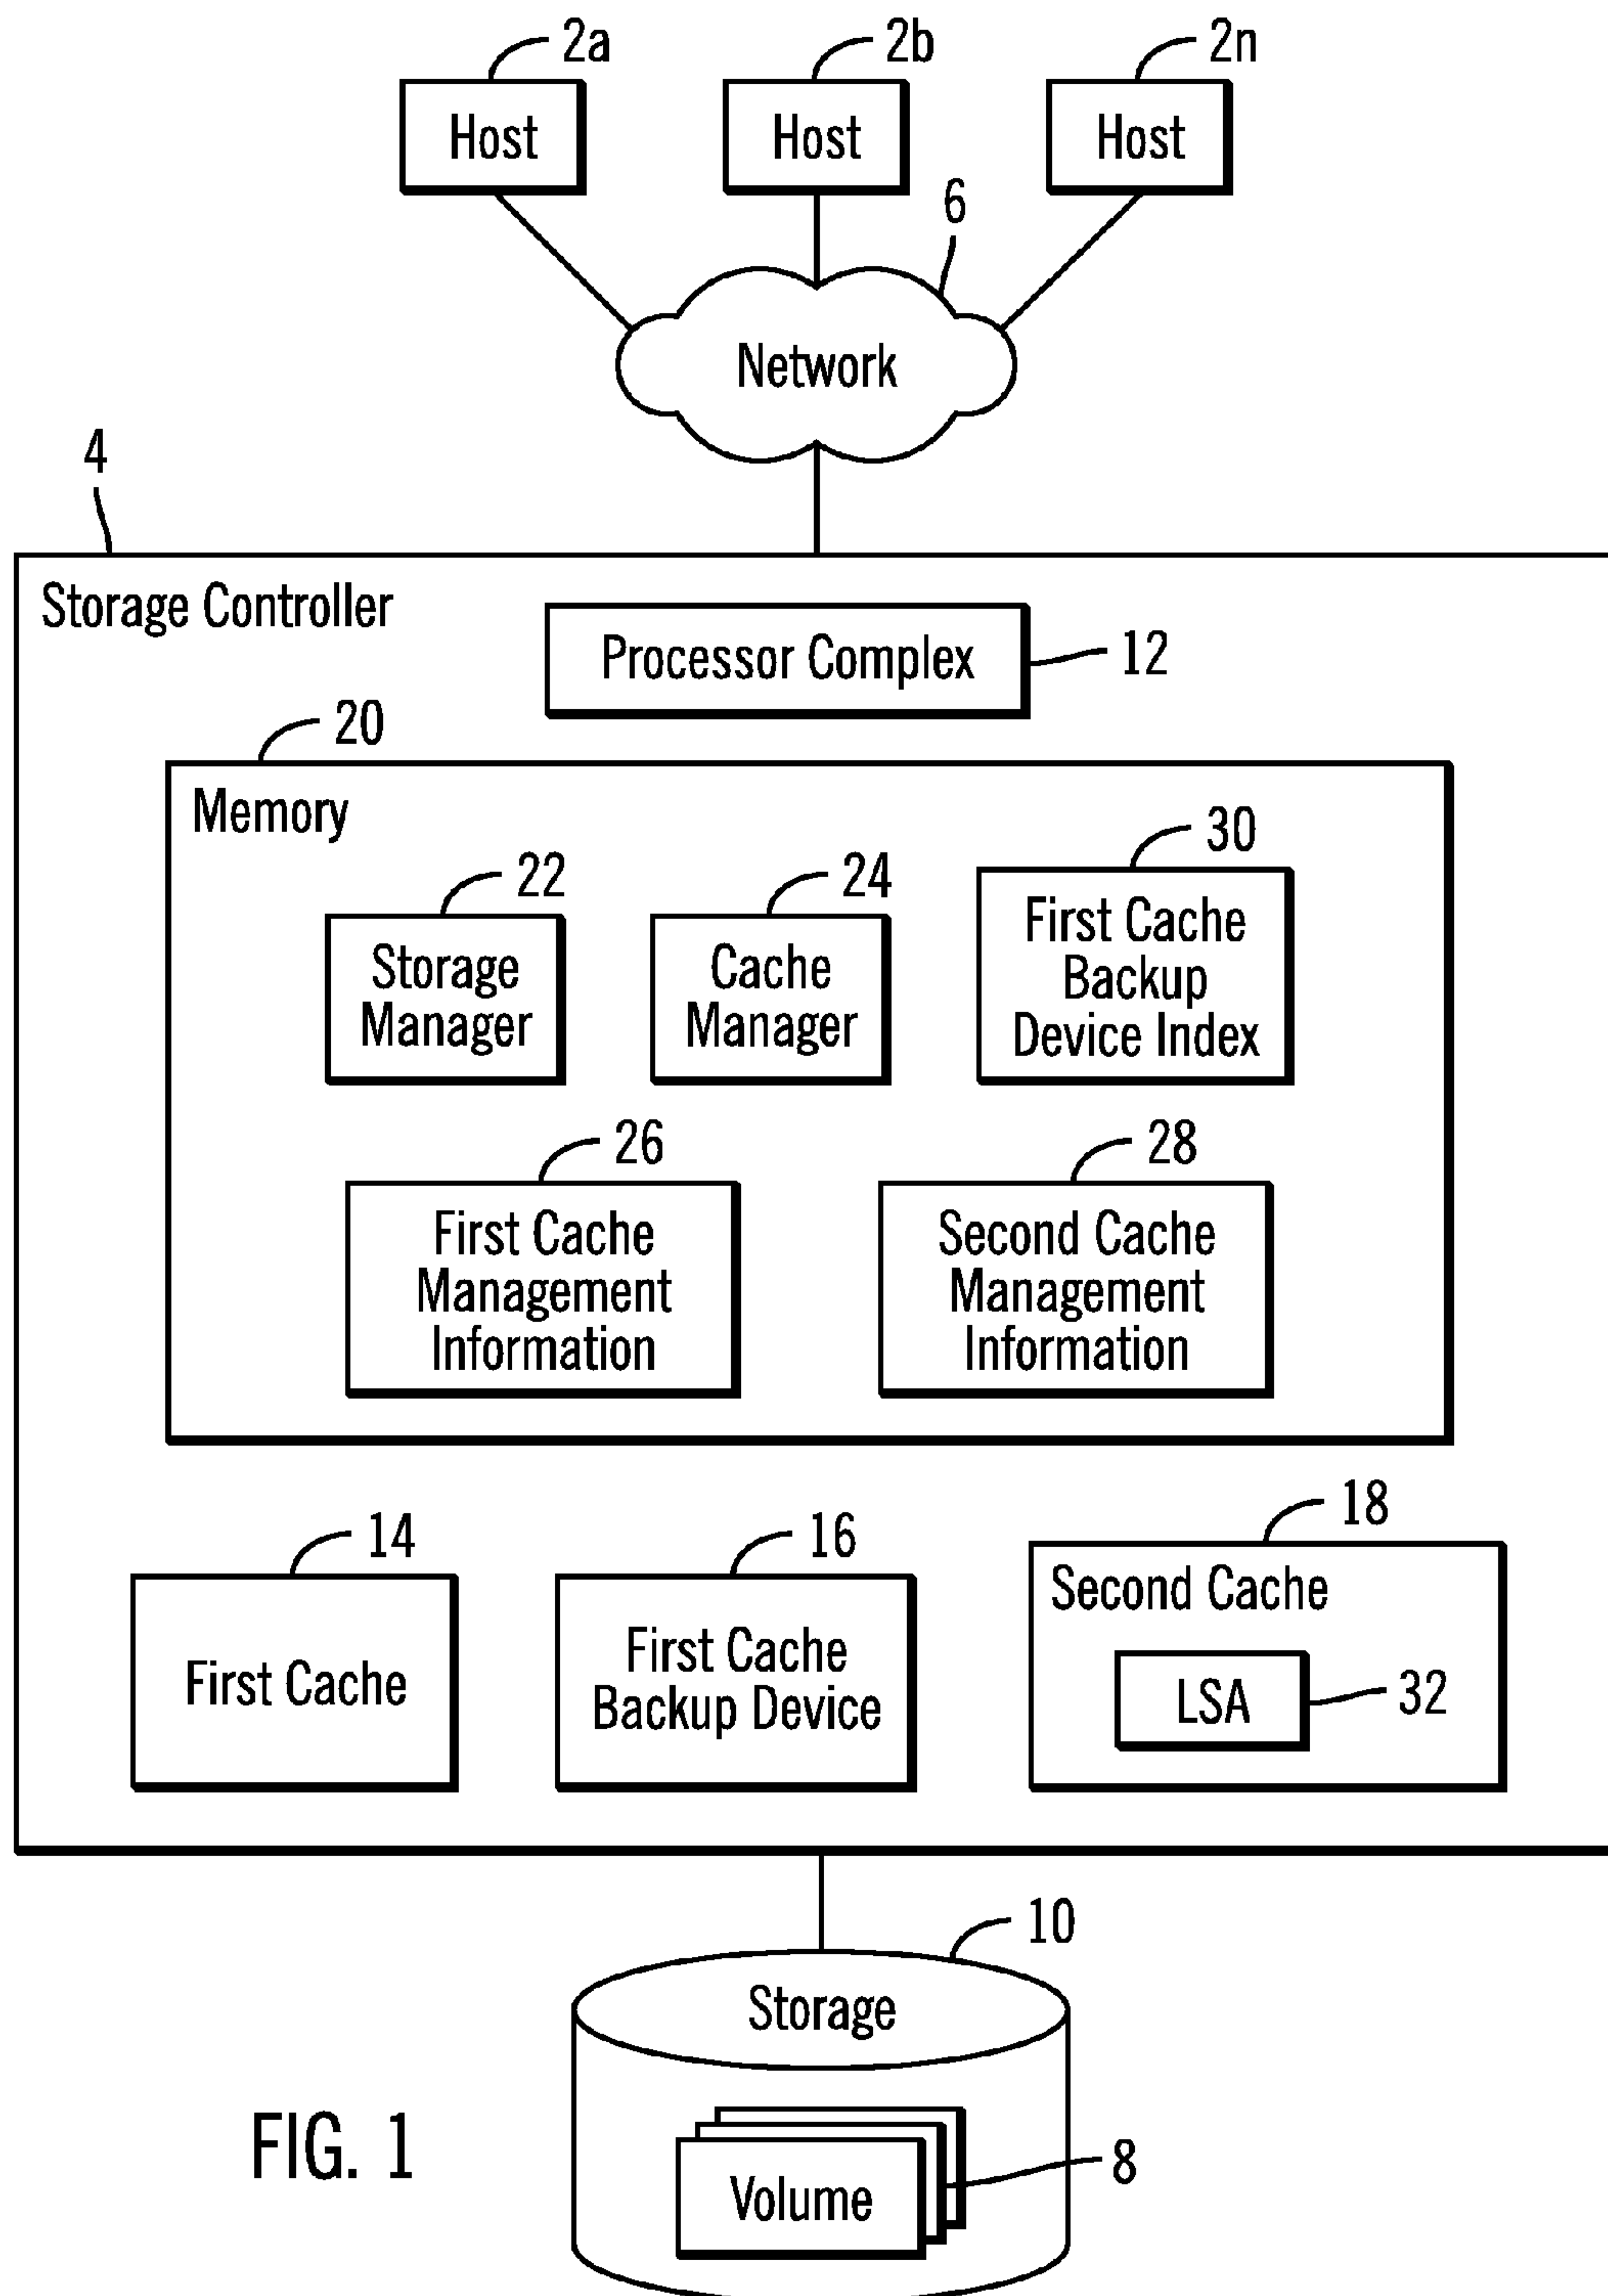 2a
2b
2n
Host
Host
Host
6
Network
4
Storage Controller
Processor Complex
12
20
Memory
22
24
30
Storage
Manager
Cache
Manager
First Cache
Backup
Device Index
26
28
First Cache
Management
Information
Second Cache
Management
Information
14
16
18
First Cache
First Cache
Backup Device
Second Cache
LSA
32
10
Storage
Volume
8
FIG. 1